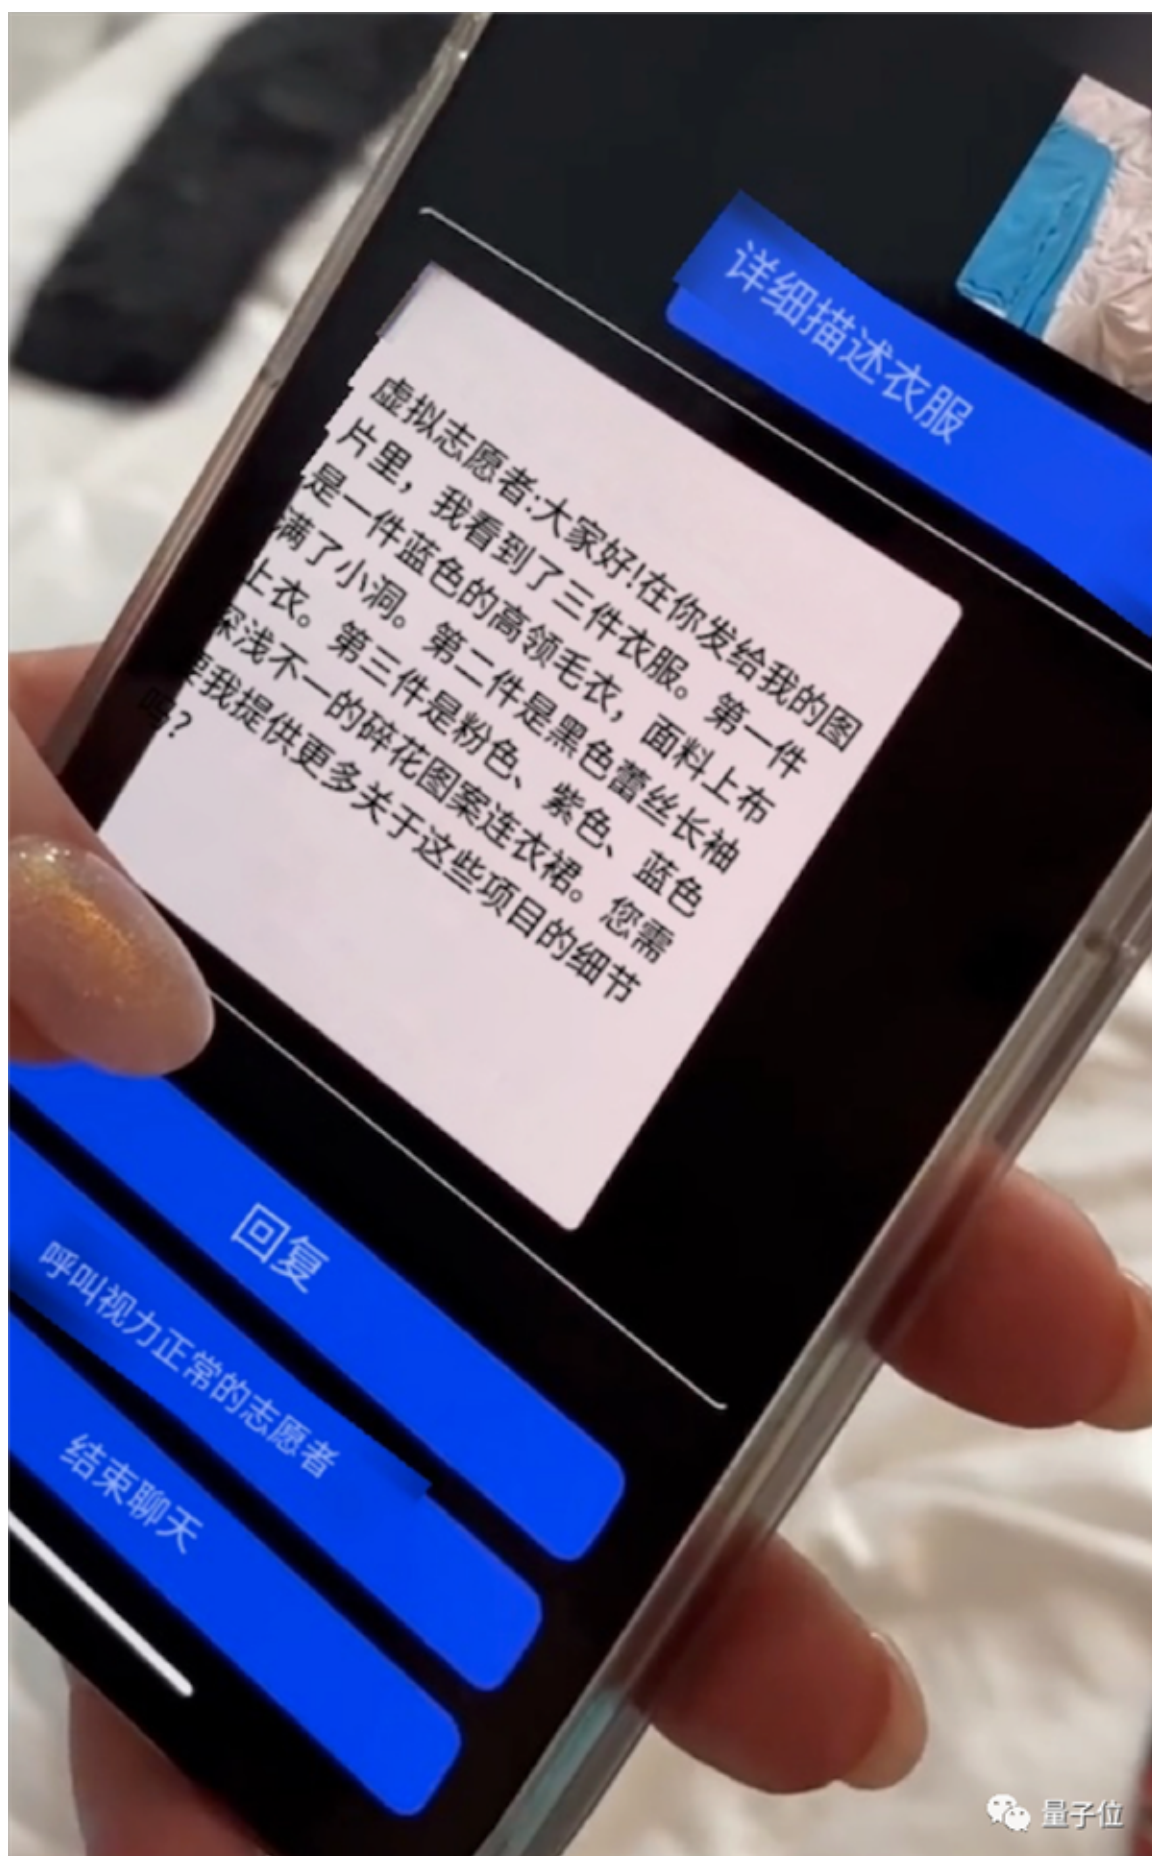 详细描述衣服
虚拟志愿者:大家好!在你发给我的图
片里，我看到了三件衣服。第一件
是一件蓝色的高领毛衣，面料上布
满了小洞。第二件是黑色蕾丝长袖
上衣。第三件是粉色、紫色、蓝色
深浅不一的碎花图案连衣裙。您需
要我提供更多关于这些项目的细节
吗？
回复
呼叫视力正常的志愿者
结束聊天
量子位